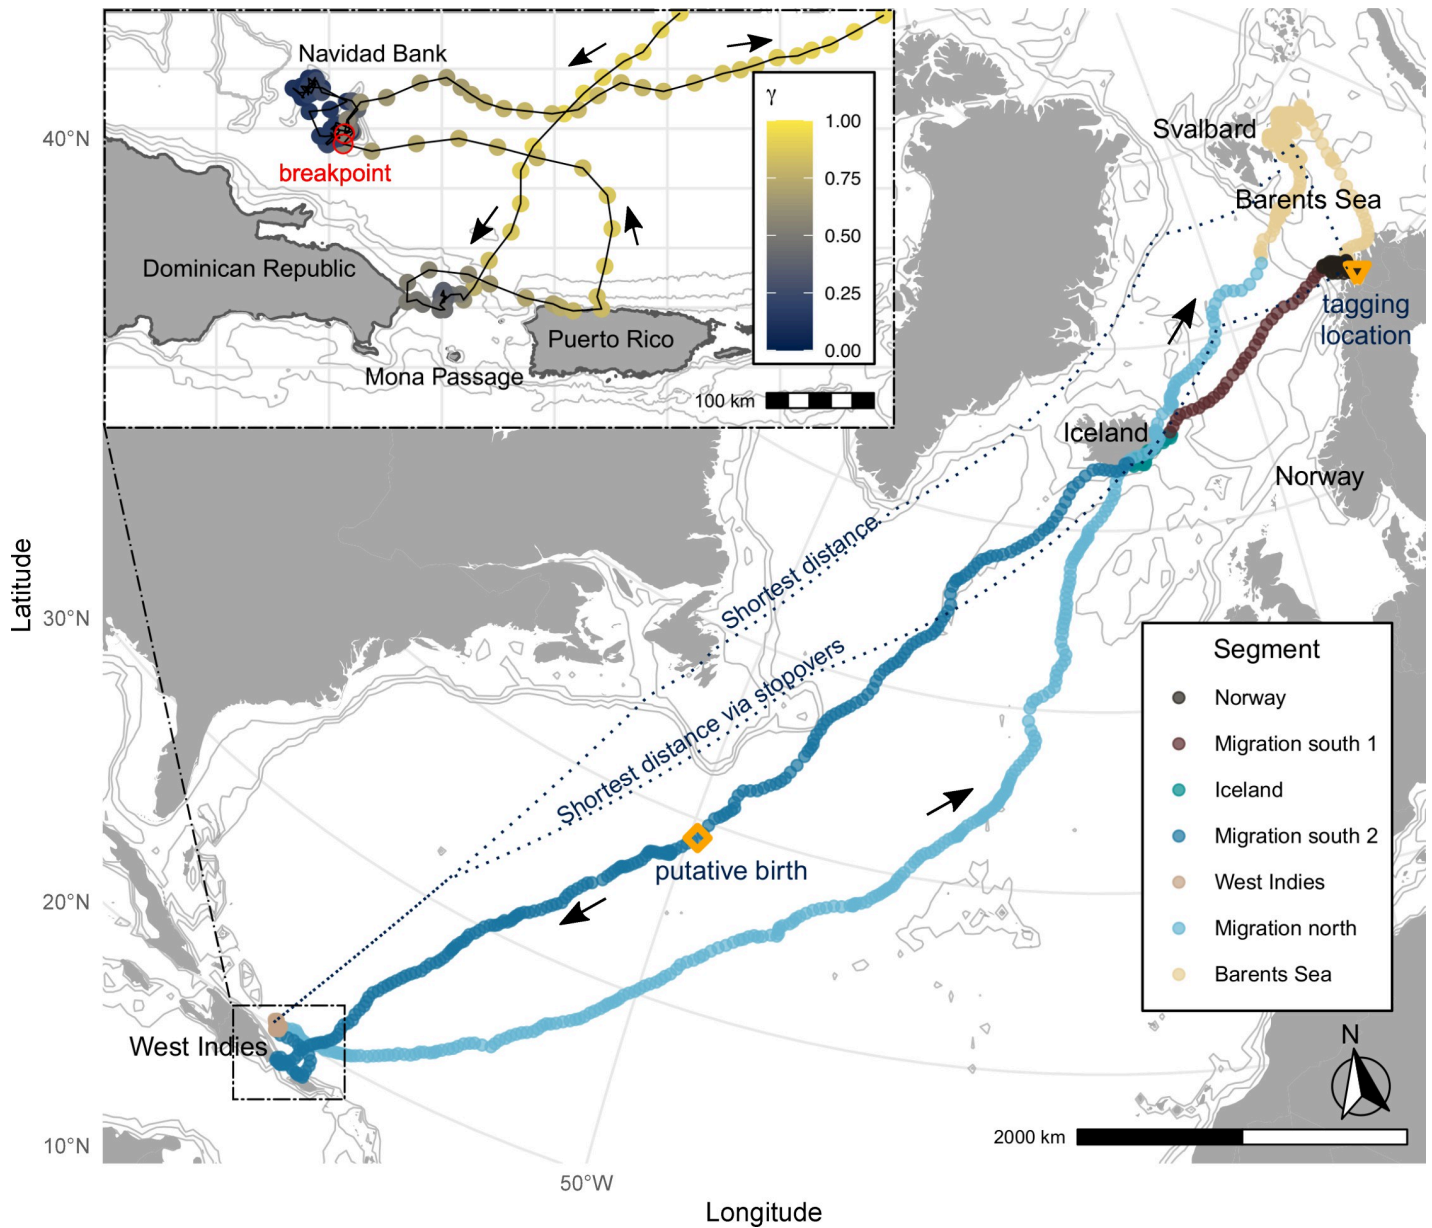 Navidad Bank
breakpoint
Dominican Republic
Mona Passage
Puerto Rico
γ
1.00
0.75
0.50
0.25
0.00
100 km
40°N
30°N
20°N
10°N
Latitude
Svalbard
Barents Sea
tagging
location
Iceland
Norway
Shortest distance
Shortest distance via stopovers
putative birth
West Indies
Segment
Norway
Migration south 1
Iceland
Migration south 2
West Indies
Migration north
Barents Sea
N
2000 km
50°W
Longitude